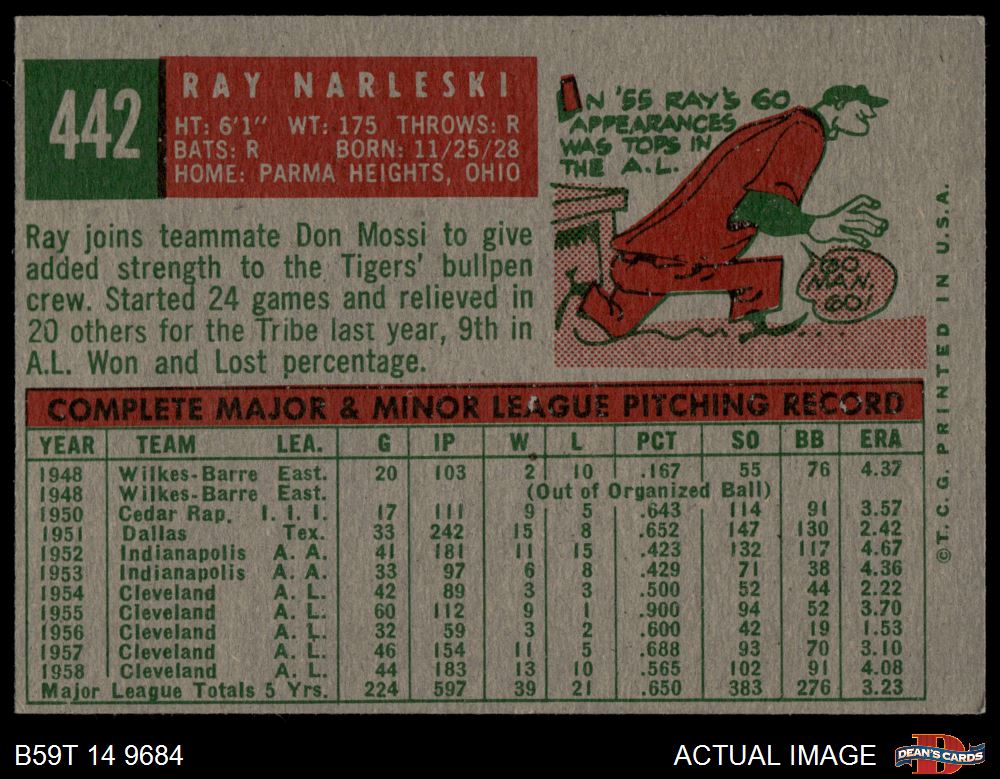 442
RAY NARLESKI
HT: 6'1" WT: 175 THROWS: R
BATS: R BORN: 11/25/28
HOME: PARMA HEIGHTS, OHIO
IN '55 RAY'S 60
APPEARANCES
WAS TOPS IN
THE A.L.
GO
MAN,
GO!
Ray joins teammate Don Mossi to give
added strength to the Tigers' bullpen
crew. Started 24 games and relieved in
20 others for the Tribe last year, 9th in
A.L. Won and Lost percentage.
COMPLETE MAJOR & MINOR LEAGUE PITCHING RECORD
YEAR TEAM LEA. G IP W L PCT SO BB ERA
1948 Wilkes-Barre East. 20 103 2 10 .167 55 76 4.37
1948 Wilkes-Barre East. (Out of Organized Ball)
1950 Cedar Rap. I. I. I. 17 111 9 5 .643 114 91 3.57
1951 Dallas Tex. 33 242 15 8 .652 147 130 2.42
1952 Indianapolis A. A. 41 181 11 15 .423 132 117 4.67
1953 Indianapolis A. A. 33 97 6 8 .429 71 38 4.36
1954 Cleveland A. L. 42 89 3 3 .500 52 44 2.22
1955 Cleveland A. L. 60 112 9 1 .900 94 52 3.70
1956 Cleveland A. L. 32 59 3 2 .600 42 19 1.53
1957 Cleveland A. L. 46 154 11 5 .688 93 70 3.10
1958 Cleveland A. L. 44 183 13 10 .565 102 91 4.08
Major League Totals 5 Yrs. 224 597 39 21 .650 383 276 3.23
©T. C. G. PRINTED IN U.S.A.
B59T 14 9684
ACTUAL IMAGE
D
DEAN'S CARDS